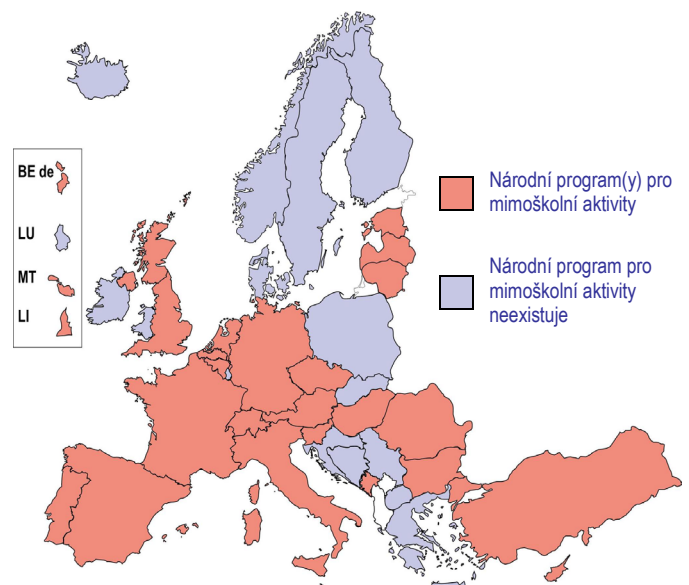 BE de
LU
MT
LI
Národní program(y) pro
mimoškolní aktivity
Národní program pro
mimoškolní aktivity
neexistuje